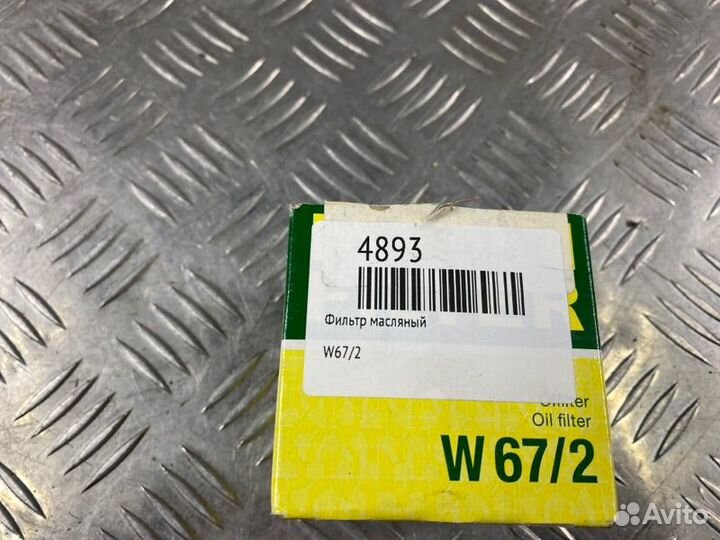 4893
Фильтр масляный
W67/2
Oil filter
W 67/2
Avito